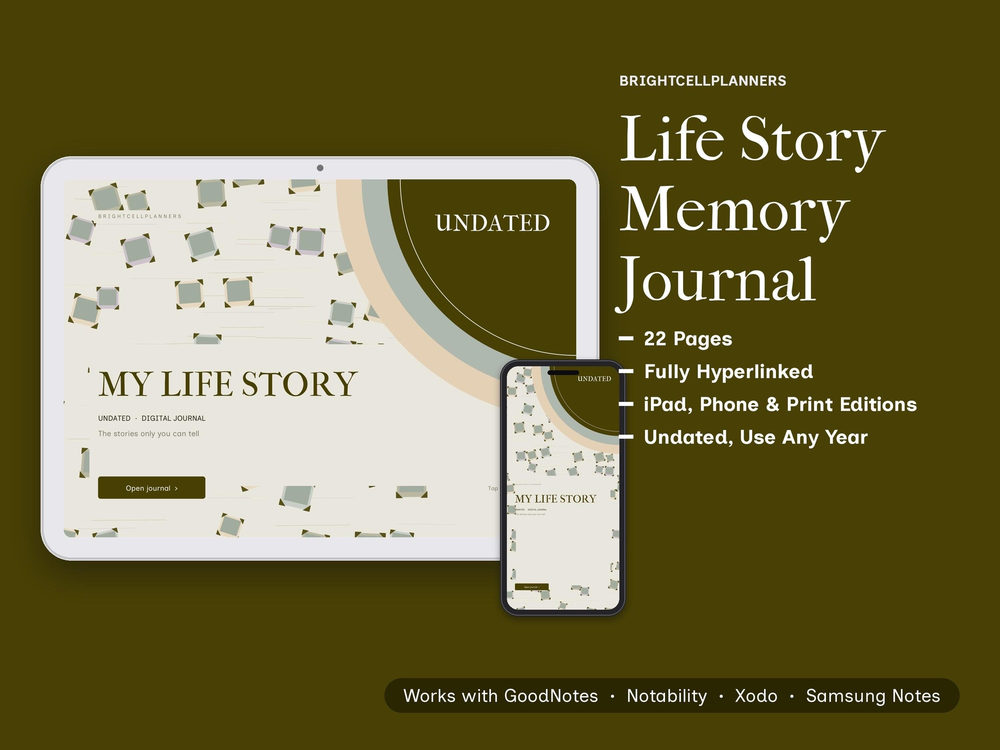 BRIGHTCELLPLANNERS
Life Story
Memory
Journal
22 Pages
Fully Hyperlinked
iPad, Phone & Print Editions
Undated, Use Any Year
BRIGHTCELLPLANNERS
UNDATED
MY LIFE STORY
UNDATED · DIGITAL JOURNAL
The stories only you can tell
Open journal ›
Tap
UNDATED
MY LIFE STORY
Works with GoodNotes · Notability · Xodo · Samsung Notes